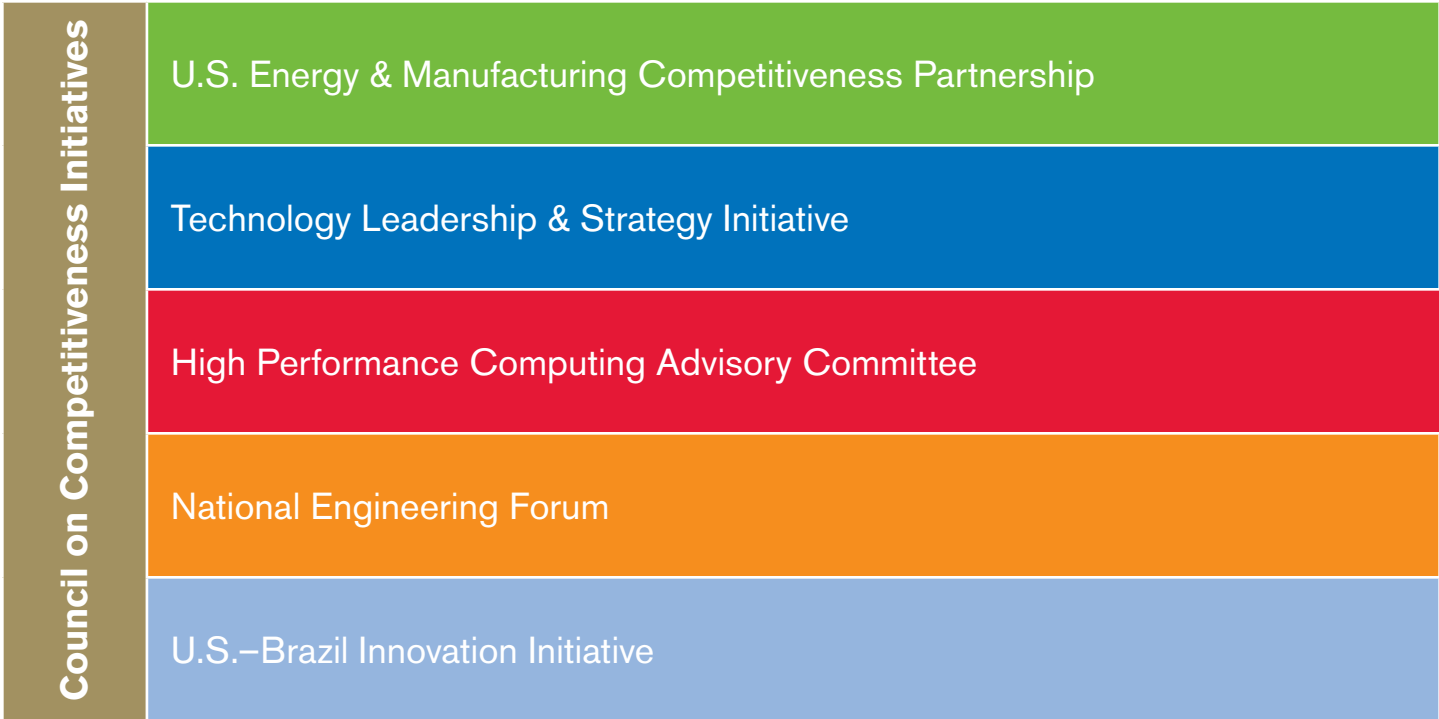 Council on Competitiveness Initiatives
U.S. Energy & Manufacturing Competitiveness Partnership
Technology Leadership & Strategy Initiative
High Performance Computing Advisory Committee
National Engineering Forum
U.S.–Brazil Innovation Initiative